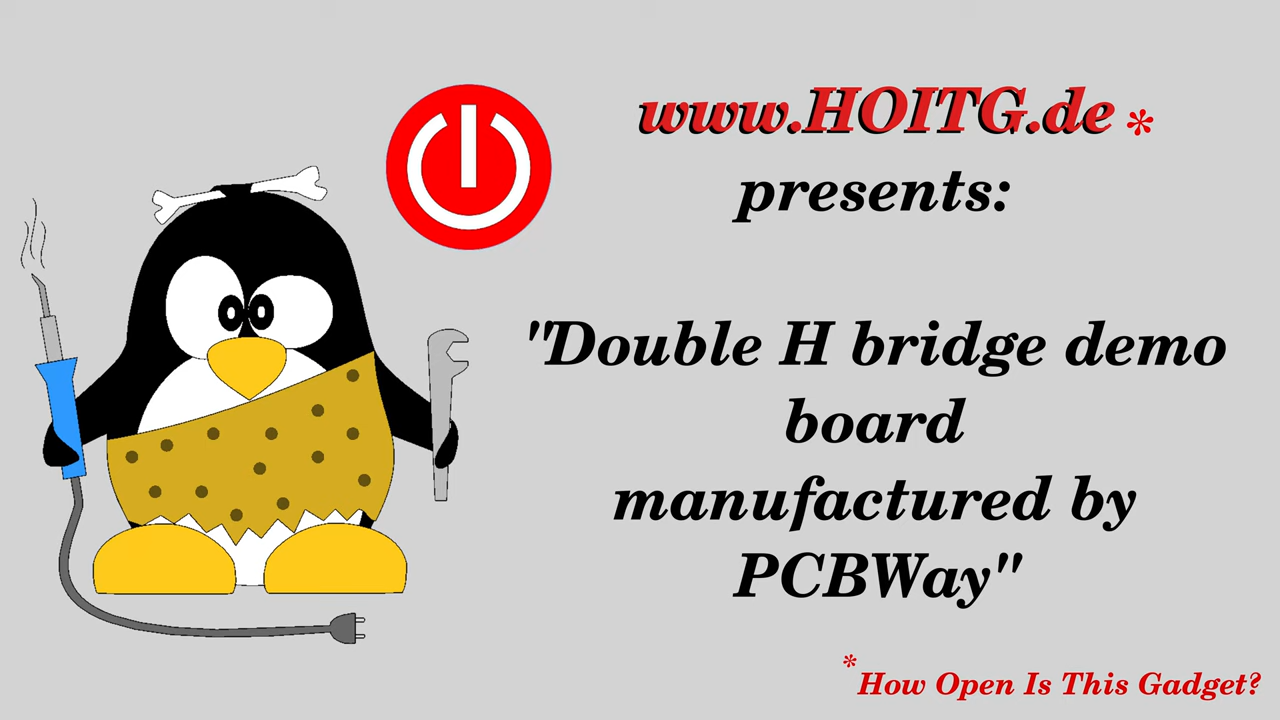 www.HOITG.de *
presents:
"Double H bridge demo
board
manufactured by
PCBWay"
*How Open Is This Gadget?